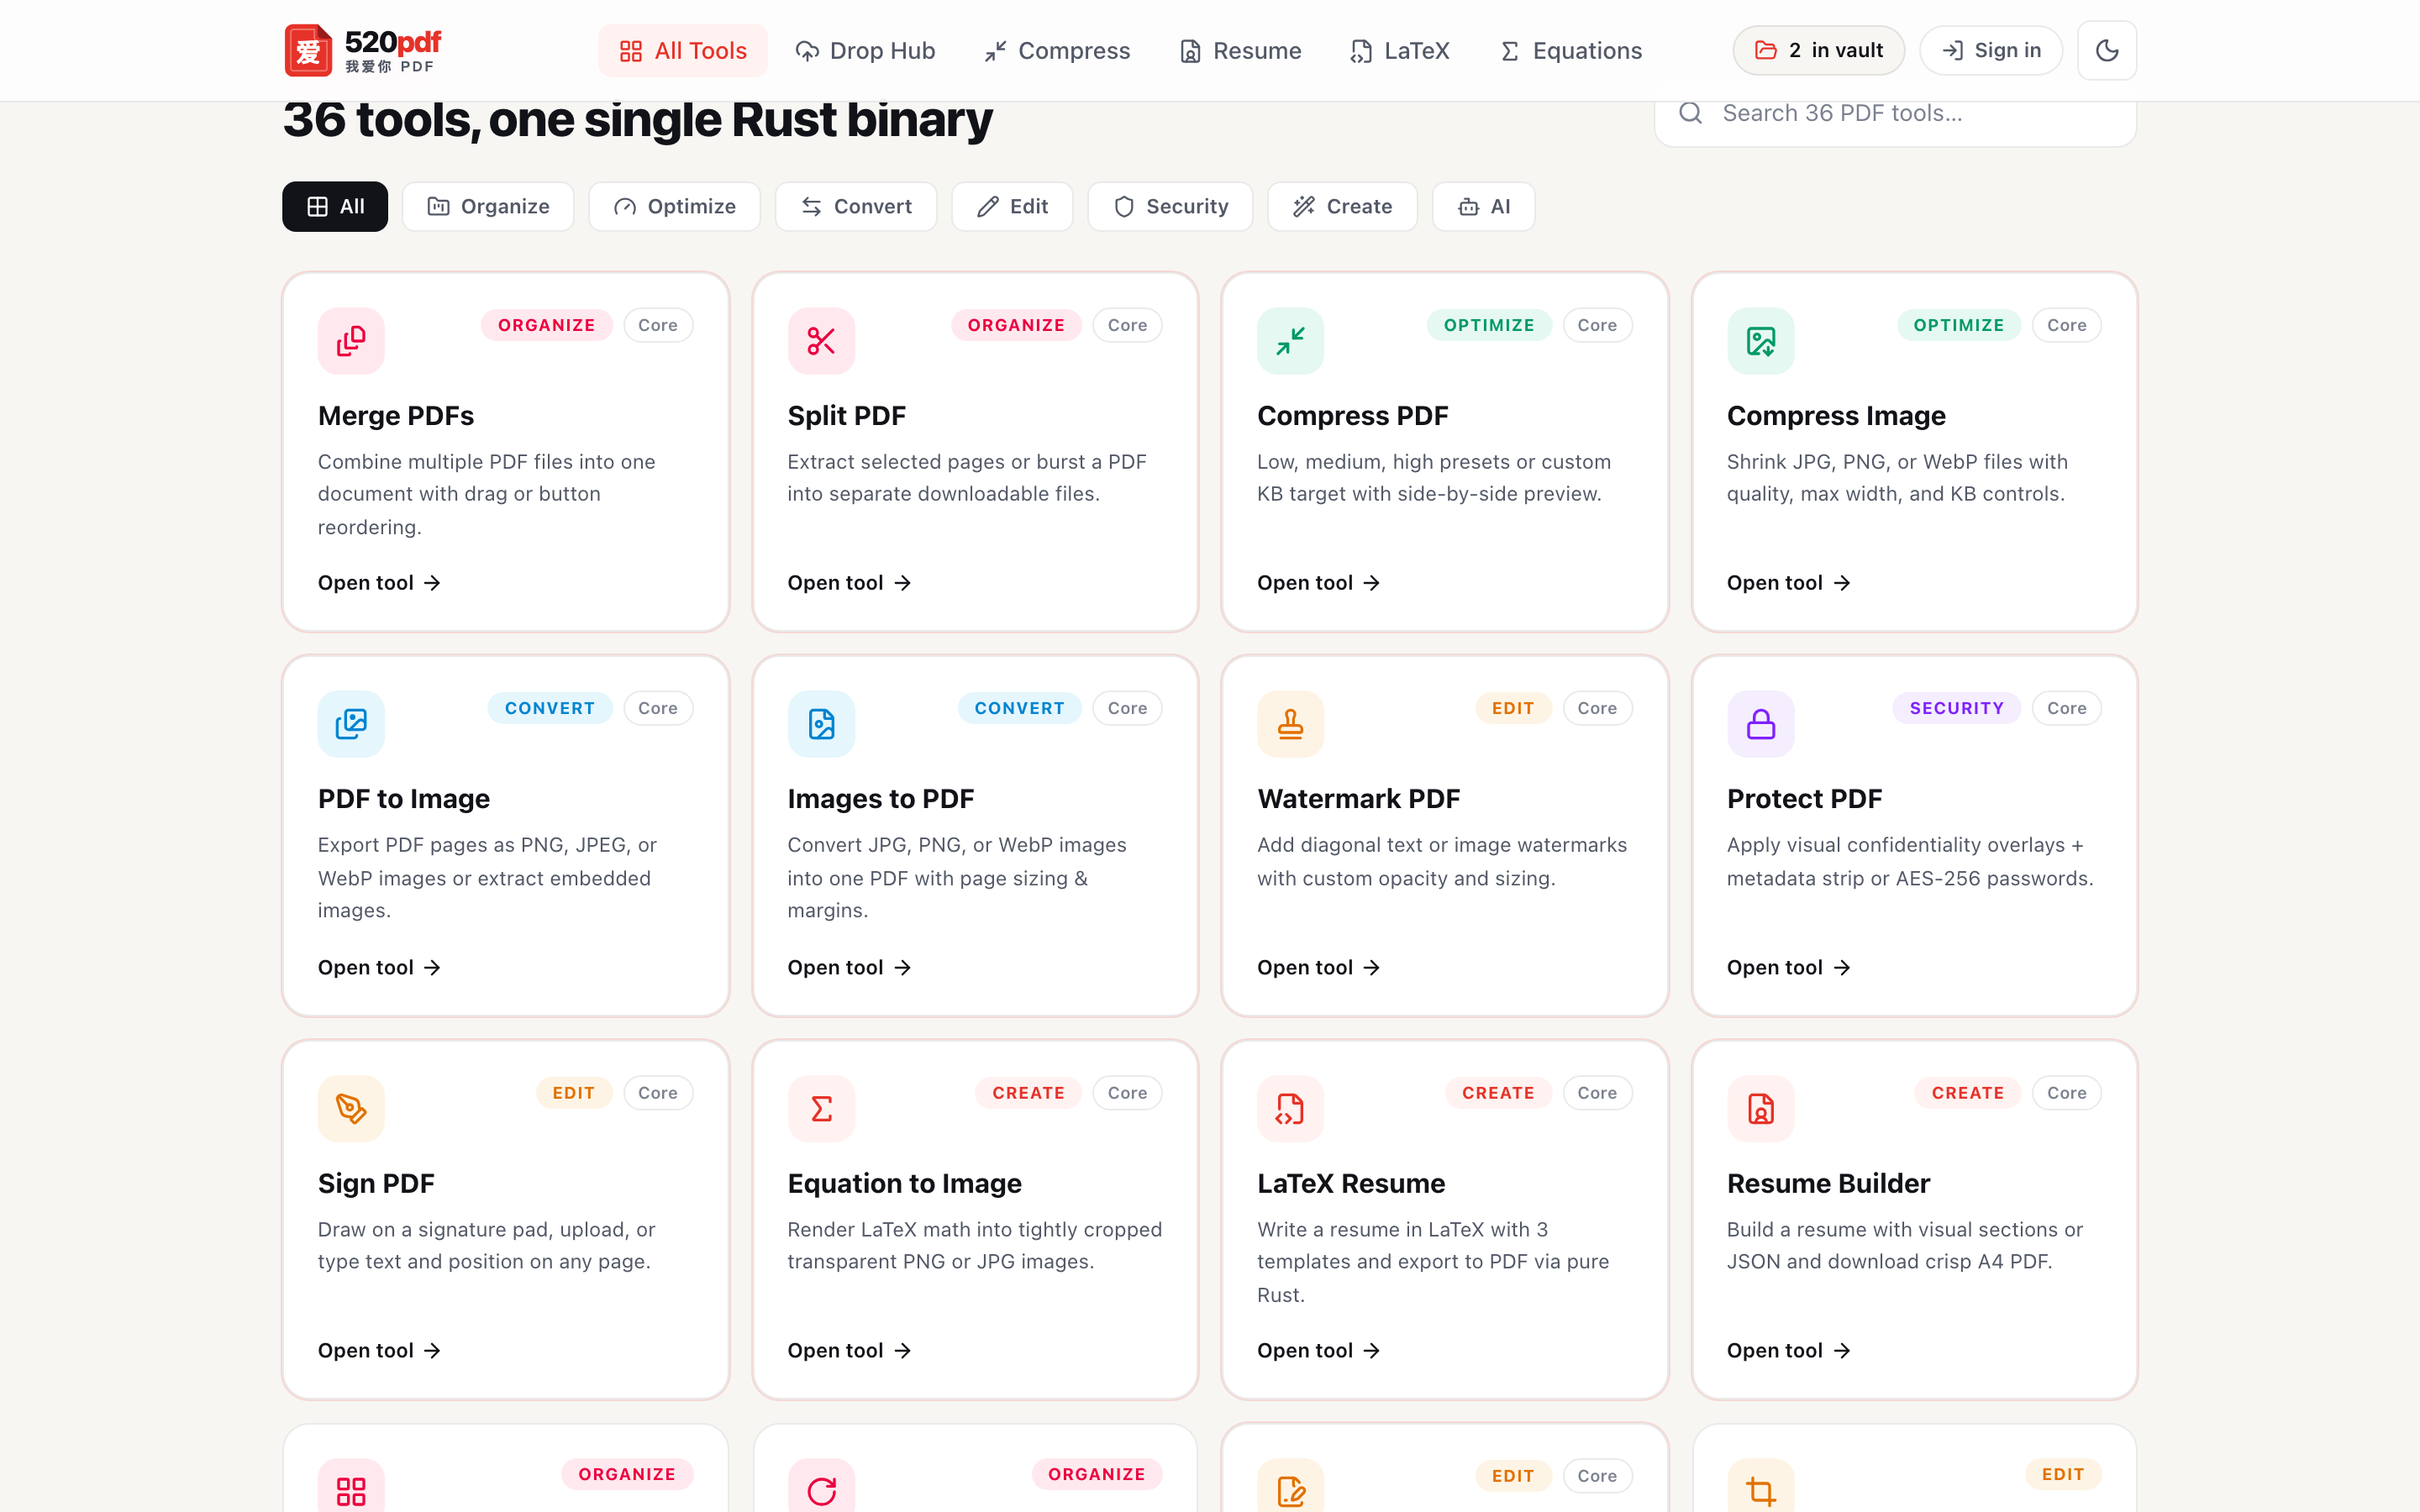 爱
520pdf
我爱你 PDF
All Tools
Drop Hub
Compress
Resume
LaTeX
Equations
2 in vault
Sign in
36 tools, one single Rust binary
Search 36 PDF tools...
All
Organize
Optimize
Convert
Edit
Security
Create
AI
ORGANIZE
Core
Merge PDFs
Combine multiple PDF files into one
document with drag or button
reordering.
Open tool →
ORGANIZE
Core
Split PDF
Extract selected pages or burst a PDF
into separate downloadable files.
Open tool →
OPTIMIZE
Core
Compress PDF
Low, medium, high presets or custom
KB target with side-by-side preview.
Open tool →
OPTIMIZE
Core
Compress Image
Shrink JPG, PNG, or WebP files with
quality, max width, and KB controls.
Open tool →
CONVERT
Core
PDF to Image
Export PDF pages as PNG, JPEG, or
WebP images or extract embedded
images.
Open tool →
CONVERT
Core
Images to PDF
Convert JPG, PNG, or WebP images
into one PDF with page sizing &
margins.
Open tool →
EDIT
Core
Watermark PDF
Add diagonal text or image watermarks
with custom opacity and sizing.
Open tool →
SECURITY
Core
Protect PDF
Apply visual confidentiality overlays +
metadata strip or AES-256 passwords.
Open tool →
EDIT
Core
Sign PDF
Draw on a signature pad, upload, or
type text and position on any page.
Open tool →
CREATE
Core
Equation to Image
Render LaTeX math into tightly cropped
transparent PNG or JPG images.
Open tool →
CREATE
Core
LaTeX Resume
Write a resume in LaTeX with 3
templates and export to PDF via pure
Rust.
Open tool →
CREATE
Core
Resume Builder
Build a resume with visual sections or
JSON and download crisp A4 PDF.
Open tool →
ORGANIZE
ORGANIZE
EDIT
Core
EDIT